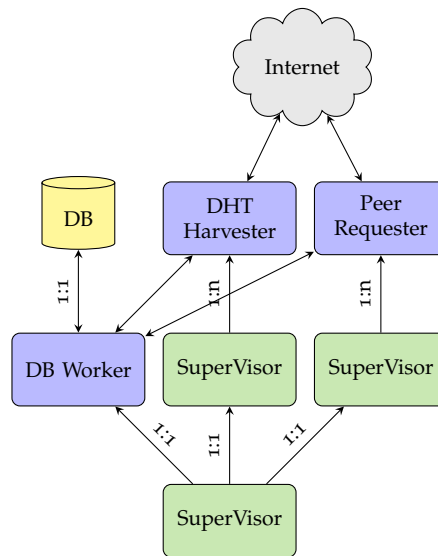 Internet
DB
DHT
Harvester
Peer
Requester
1:1
1:n
1:n
DB Worker
SuperVisor
SuperVisor
1:1
1:1
1:1
SuperVisor